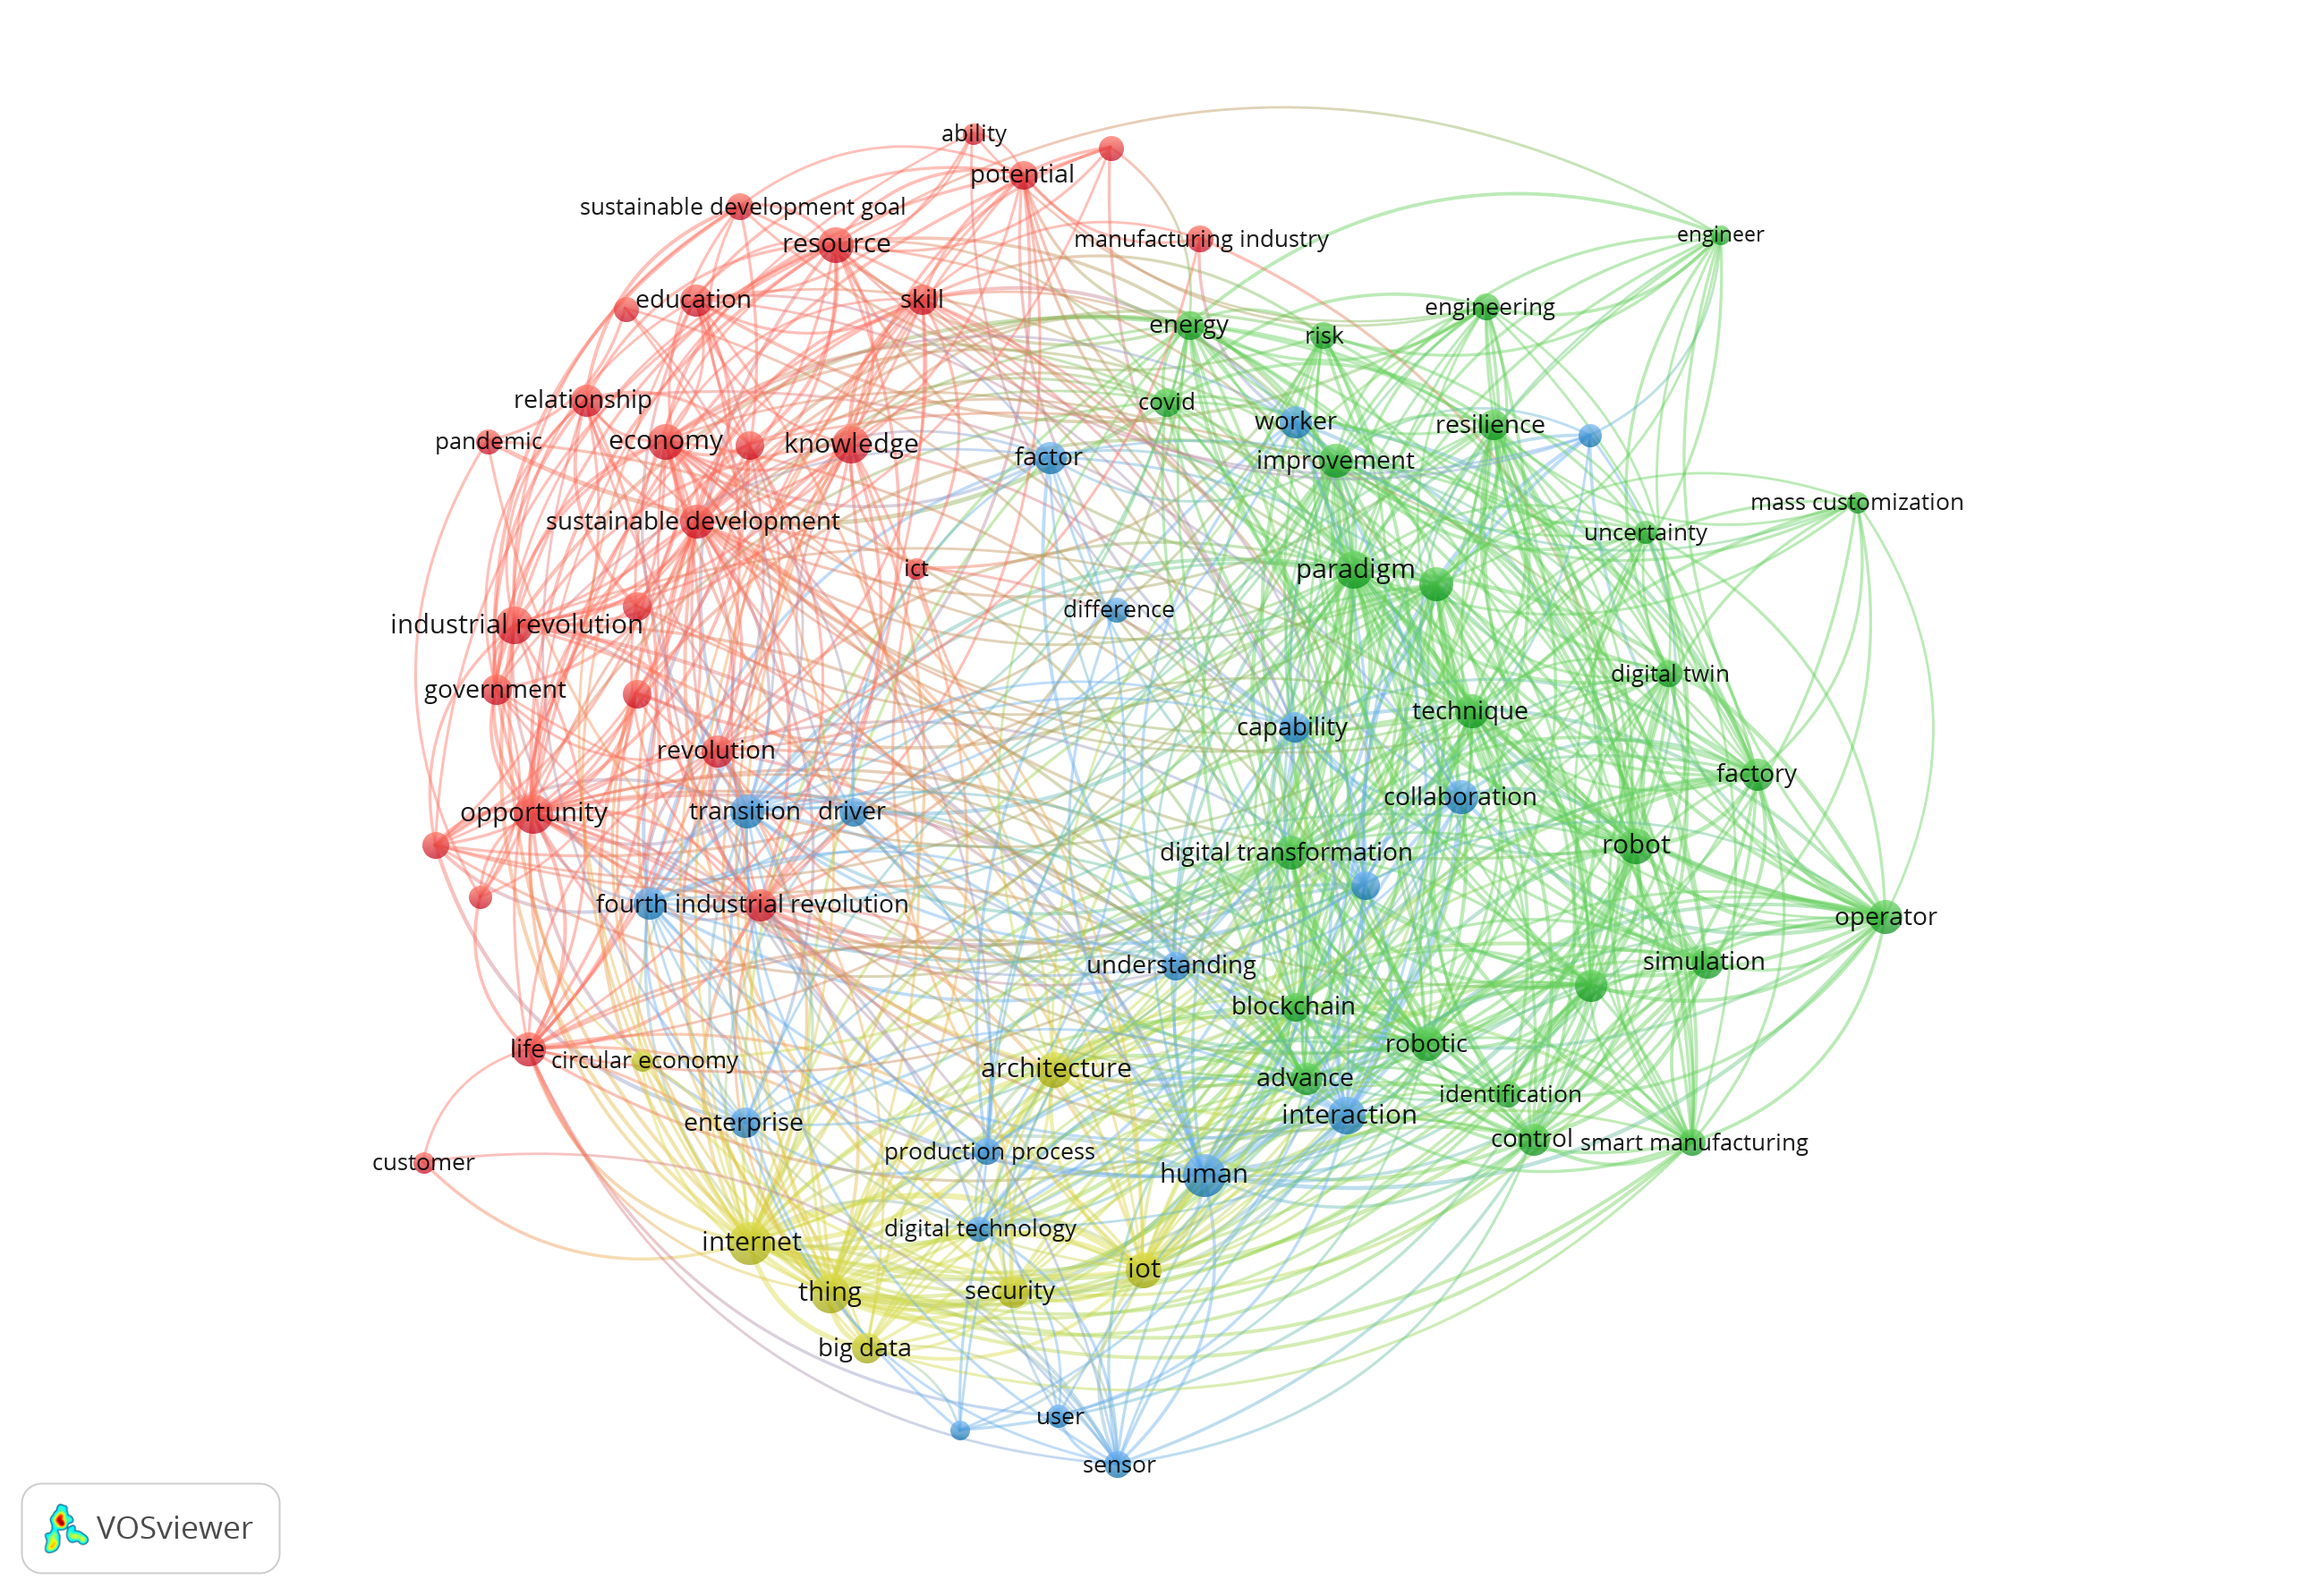 ability
potential
sustainable development goal
resource
manufacturing industry
engineer
education
skill
energy
risk
engineering
relationship
covid
worker
resilience
pandemic
economy
knowledge
factor
improvement
mass customization
sustainable development
uncertainty
ict
paradigm
difference
industrial revolution
digital twin
government
technique
capability
revolution
factory
collaboration
opportunity
transition
driver
digital transformation
robot
fourth industrial revolution
operator
understanding
simulation
blockchain
robotic
life
circular economy
architecture
advance
identification
interaction
enterprise
control
smart manufacturing
production process
customer
human
digital technology
internet
iot
thing
security
big data
user
sensor
VOSviewer